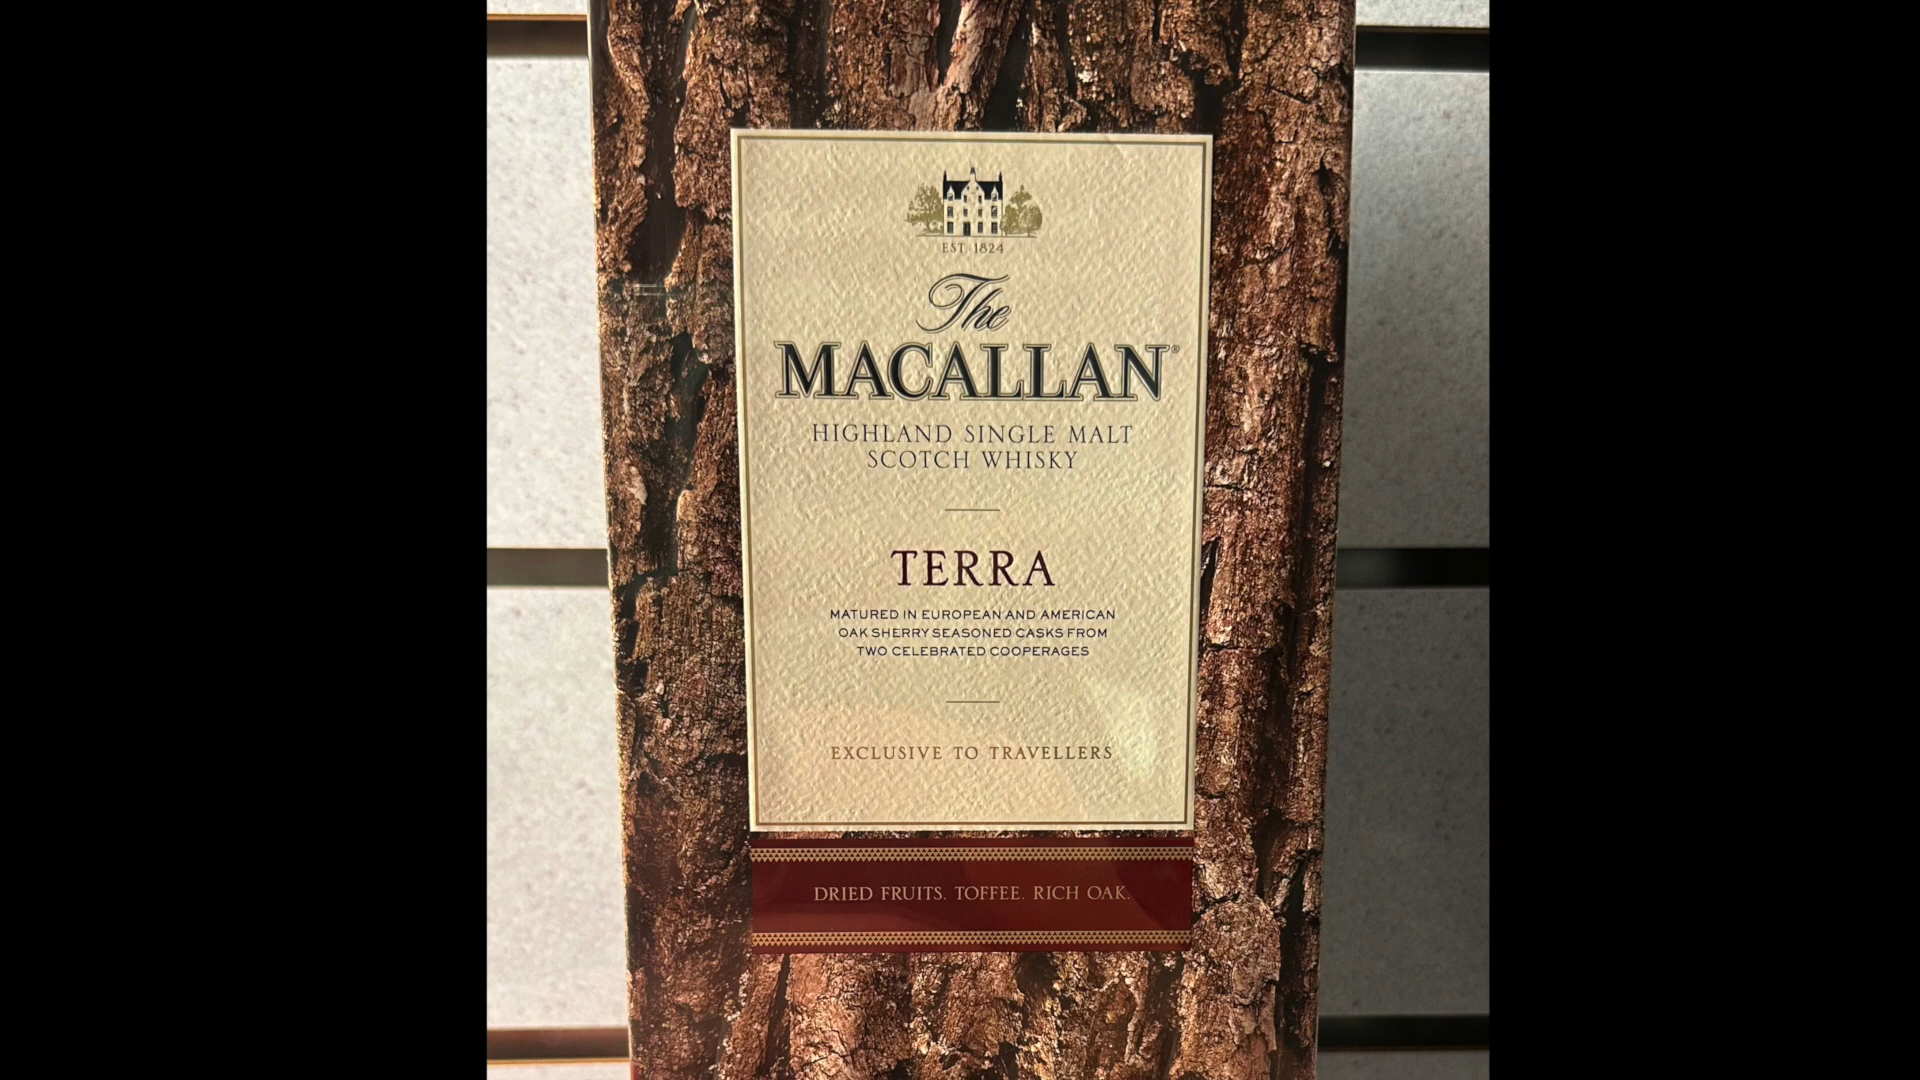 EST. 1824
The
MACALLAN®
HIGHLAND SINGLE MALT
SCOTCH WHISKY
TERRA
MATURED IN EUROPEAN AND AMERICAN
OAK SHERRY SEASONED CASKS FROM
TWO CELEBRATED COOPERAGES
EXCLUSIVE TO TRAVELLERS
DRIED FRUITS. TOFFEE. RICH OAK.